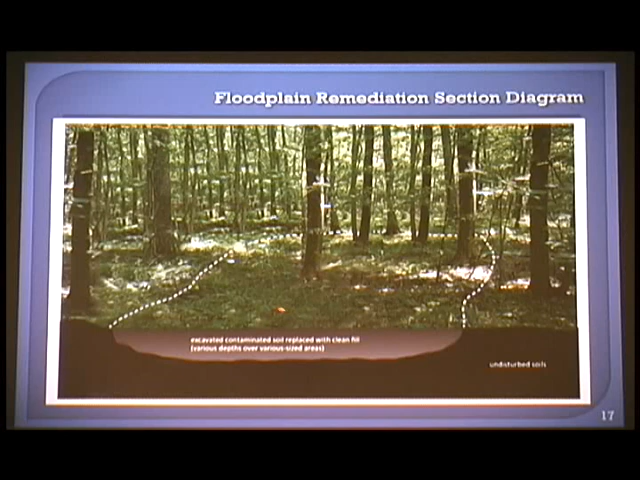 Floodplain Remediation Section Diagram
excavated contaminated soil replaced with clean fill
(various depths over various-sized areas)
undisturbed soils
17